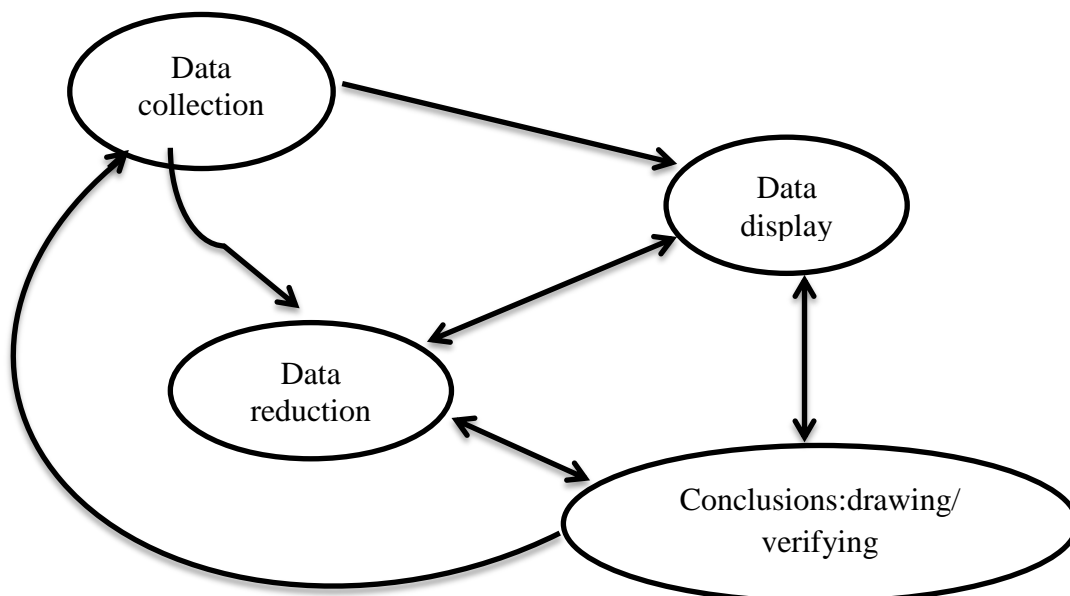 Data
collection
Data
display
Data
reduction
Conclusions:drawing/
verifying